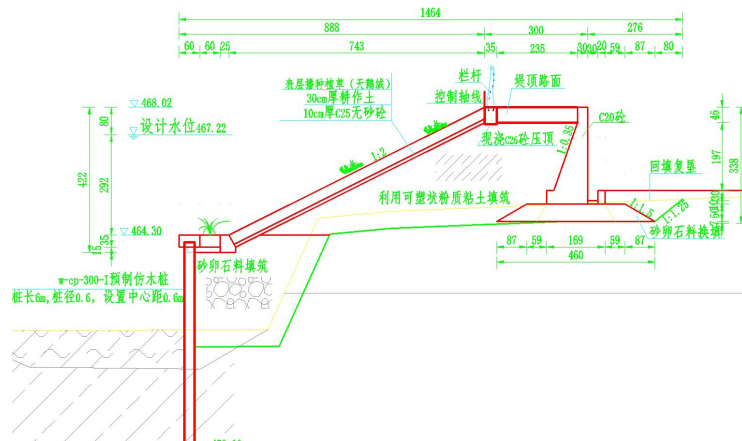 1464
888
300
276
60
60
25
743
35
235
30
30
20
59
87
80
表层播种植草（天鹅绒）
30cm厚耕作土
10cm厚C25无砂砼
栏杆
控制轴线
堤顶路面
468.02
设计水位467.22
80
422
292
1:2
现浇C25砼压顶
1:0.35
C20砼
45
197
338
回填复垦
利用可塑状粉质粘土填筑
1:1.5
1:1.25
464.30
35
15
砂卵石料填筑
87
59
169
59
87
460
砂卵石料换填
w-cp-300-I预制仿木桩
桩长6m,桩径0.6, 设置中心距0.6m